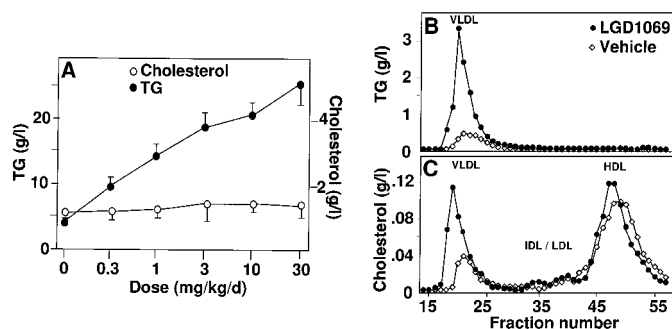 A
Cholesterol
TG
TG (g/l)
20
10
0
Cholesterol (g/l)
4
2
0 0.3 1 3 10 30
Dose (mg/kg/d)
B
VLDL
LGD1069
Vehicle
TG (g/l)
3
2
1
0
C
VLDL
HDL
IDL / LDL
Cholesterol (g/l)
.12
0.08
.04
0
15 25 35 45 55
Fraction number